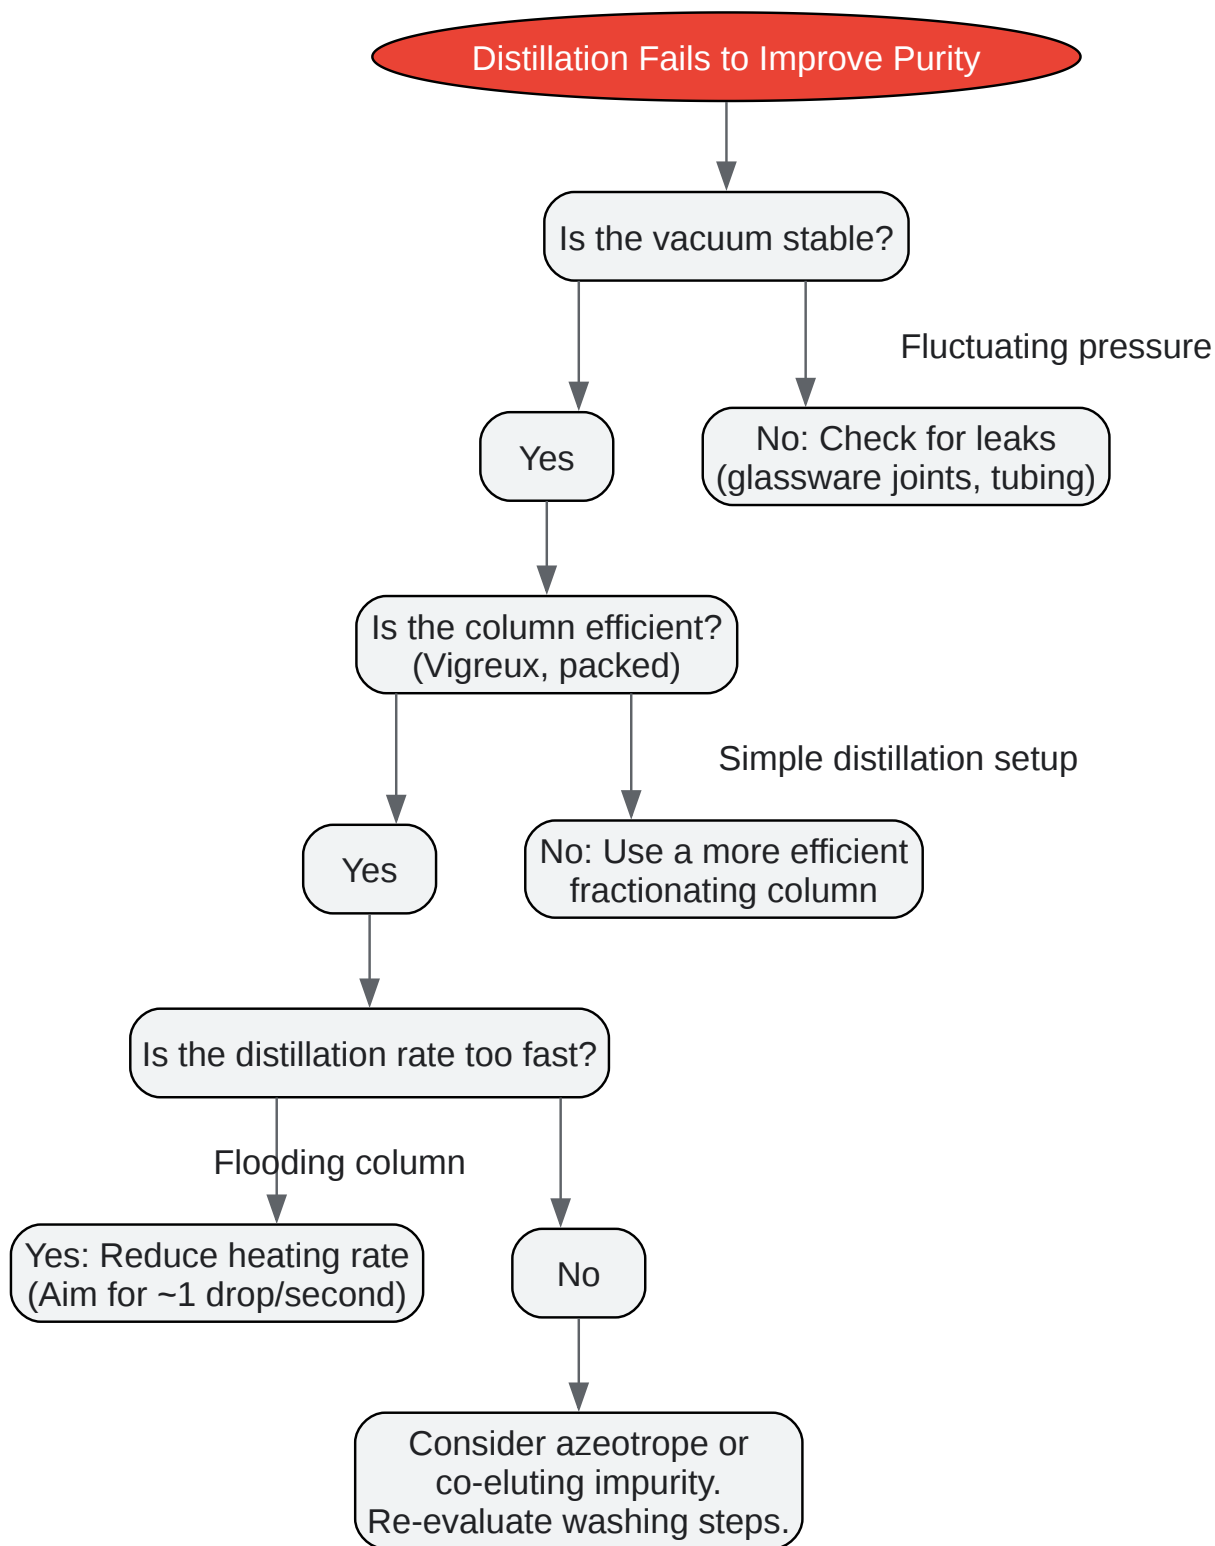 Distillation Fails to Improve Purity
Is the vacuum stable?
Fluctuating pressure
Yes
No: Check for leaks
(glassware joints, tubing)
Is the column efficient?
(Vigreux, packed)
Simple distillation setup
Yes
No: Use a more efficient
fractionating column
Is the distillation rate too fast?
Flooding column
Yes: Reduce heating rate
(Aim for ~1 drop/second)
No
Consider azeotrope or
co-eluting impurity.
Re-evaluate washing steps.